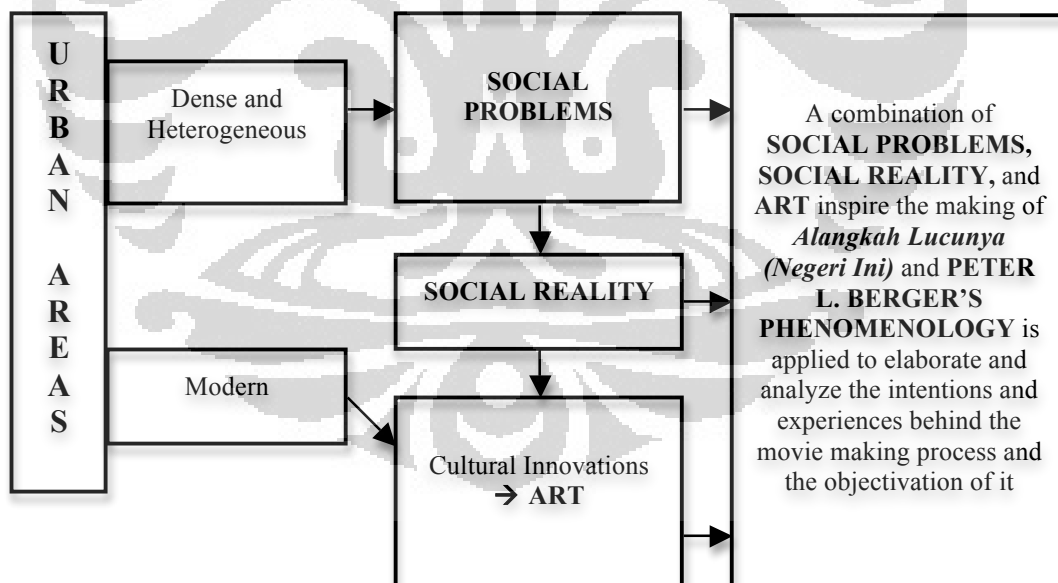 URBAN AREAS
Dense and
Heterogeneous
Modern
SOCIAL
PROBLEMS
SOCIAL REALITY
Cultural Innovations
→ ART
A combination of
SOCIAL PROBLEMS,
SOCIAL REALITY, and
ART inspire the making of
Alangkah Lucunya
(Negeri Ini) and PETER
L. BERGER'S
PHENOMENOLOGY is
applied to elaborate and
analyze the intentions and
experiences behind the
movie making process and
the objectivation of it